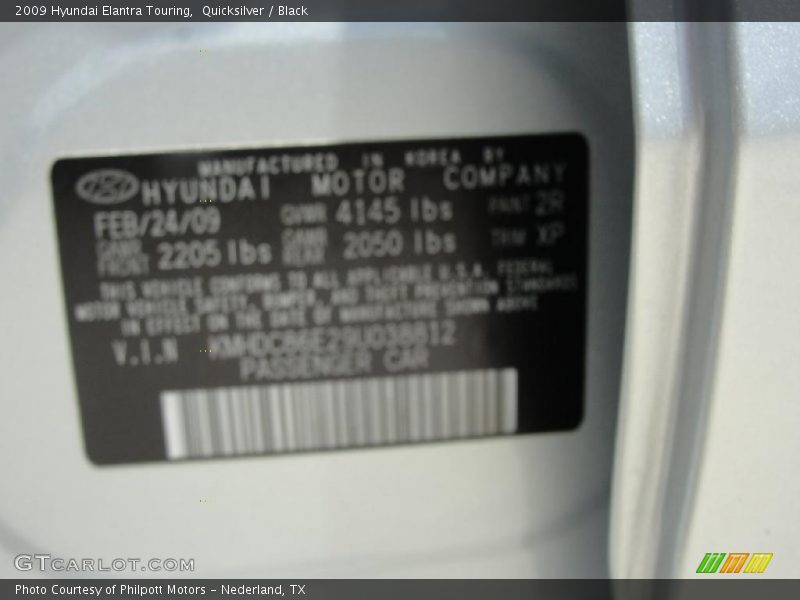 2009 Hyundai Elantra Touring, Quicksilver / Black
MANUFACTURED IN KOREA BY
HYUNDAI MOTOR COMPANY
FEB/24/09 GVWR 4145 lbs PAINT 2R
GAWR FRONT 2205 lbs GAWR REAR 2050 lbs TRIM XP
THIS VEHICLE CONFORMS TO ALL APPLICABLE U.S.A. FEDERAL
MOTOR VEHICLE SAFETY, BUMPER, AND THEFT PREVENTION STANDARDS
IN EFFECT ON THE DATE OF MANUFACTURE SHOWN ABOVE
V.I.N
PASSENGER CAR
GTCARLOT.COM
Photo Courtesy of Philpott Motors - Nederland, TX